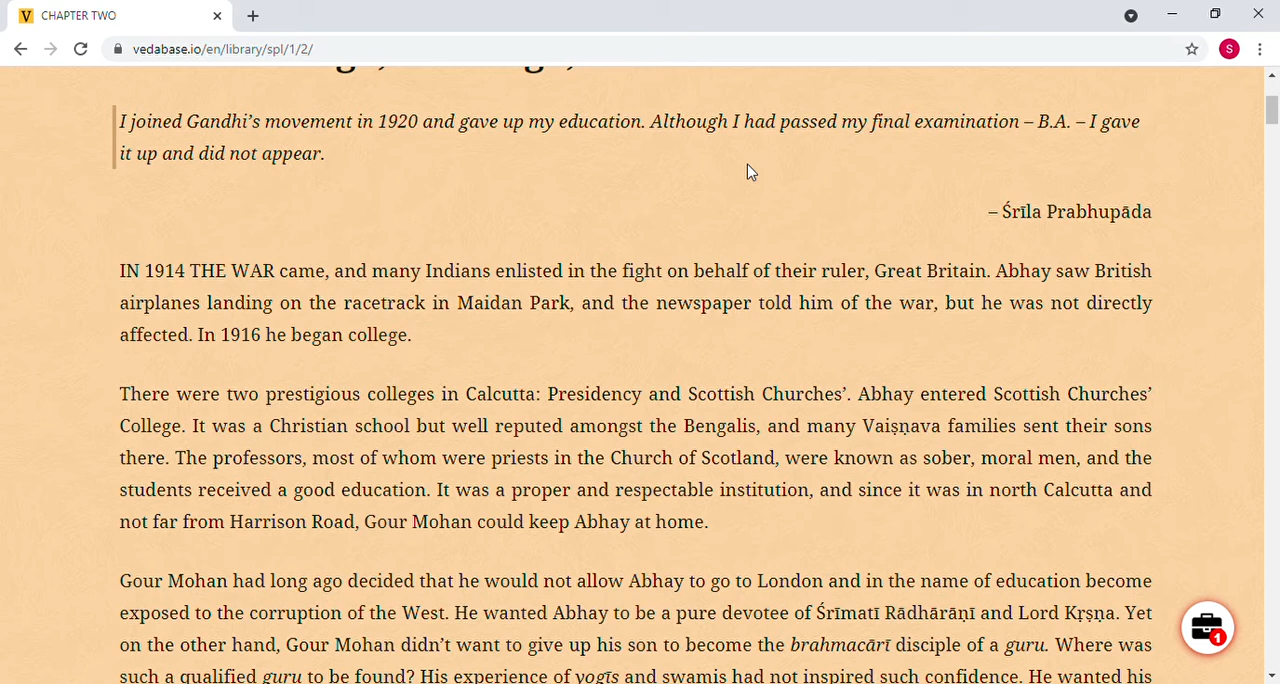 CHAPTER TWO
vedabase.io/en/library/spl/1/2/
S
I joined Gandhi’s movement in 1920 and gave up my education. Although I had passed my final examination – B.A. – I gave
it up and did not appear.
– Śrīla Prabhupāda
IN 1914 THE WAR came, and many Indians enlisted in the fight on behalf of their ruler, Great Britain. Abhay saw British
airplanes landing on the racetrack in Maidan Park, and the newspaper told him of the war, but he was not directly
affected. In 1916 he began college.
There were two prestigious colleges in Calcutta: Presidency and Scottish Churches’. Abhay entered Scottish Churches’
College. It was a Christian school but well reputed amongst the Bengalis, and many Vaiṣṇava families sent their sons
there. The professors, most of whom were priests in the Church of Scotland, were known as sober, moral men, and the
students received a good education. It was a proper and respectable institution, and since it was in north Calcutta and
not far from Harrison Road, Gour Mohan could keep Abhay at home.
Gour Mohan had long ago decided that he would not allow Abhay to go to London and in the name of education become
exposed to the corruption of the West. He wanted Abhay to be a pure devotee of Śrīmatī Rādhārāṇī and Lord Kṛṣṇa. Yet
on the other hand, Gour Mohan didn’t want to give up his son to become the brahmacārī disciple of a guru. Where was
such a qualified guru to be found? His experience of yogīs and swamis had not inspired such confidence. He wanted his
1